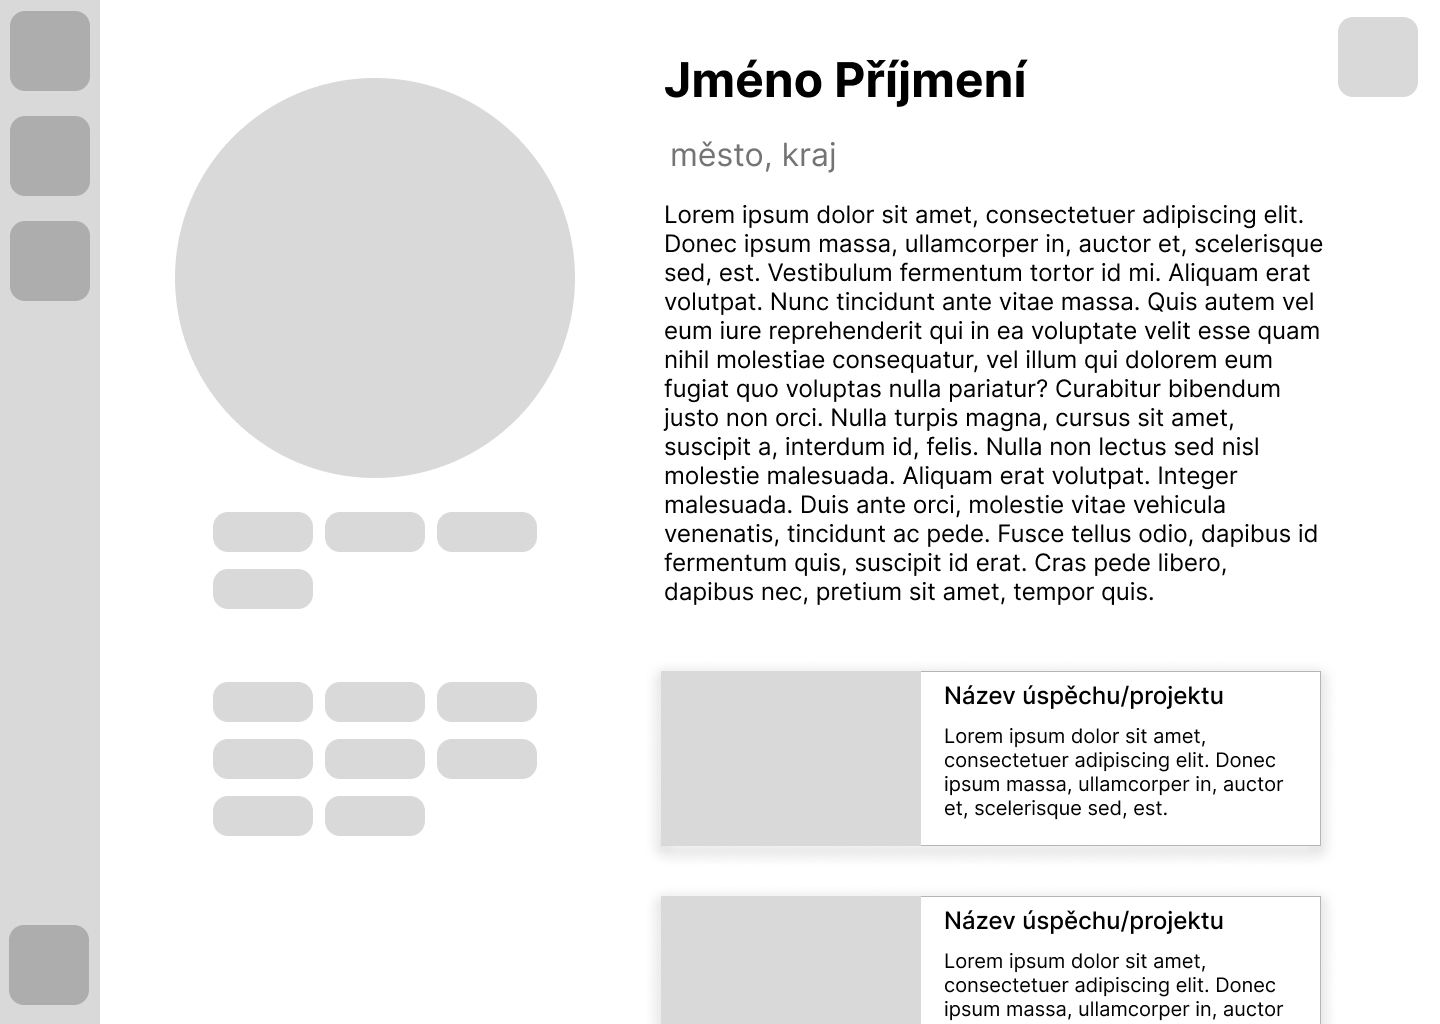 Jméno Příjmení
město, kraj
Lorem ipsum dolor sit amet, consectetuer adipiscing elit.
Donec ipsum massa, ullamcorper in, auctor et, scelerisque
sed, est. Vestibulum fermentum tortor id mi. Aliquam erat
volutpat. Nunc tincidunt ante vitae massa. Quis autem vel
eum iure reprehenderit qui in ea voluptate velit esse quam
nihil molestiae consequatur, vel illum qui dolorem eum
fugiat quo voluptas nulla pariatur? Curabitur bibendum
justo non orci. Nulla turpis magna, cursus sit amet,
suscipit a, interdum id, felis. Nulla non lectus sed nisl
molestie malesuada. Aliquam erat volutpat. Integer
malesuada. Duis ante orci, molestie vitae vehicula
venenatis, tincidunt ac pede. Fusce tellus odio, dapibus id
fermentum quis, suscipit id erat. Cras pede libero,
dapibus nec, pretium sit amet, tempor quis.
Název úspěchu/projektu
Lorem ipsum dolor sit amet,
consectetuer adipiscing elit. Donec
ipsum massa, ullamcorper in, auctor
et, scelerisque sed, est.
Název úspěchu/projektu
Lorem ipsum dolor sit amet,
consectetuer adipiscing elit. Donec
ipsum massa, ullamcorper in, auctor